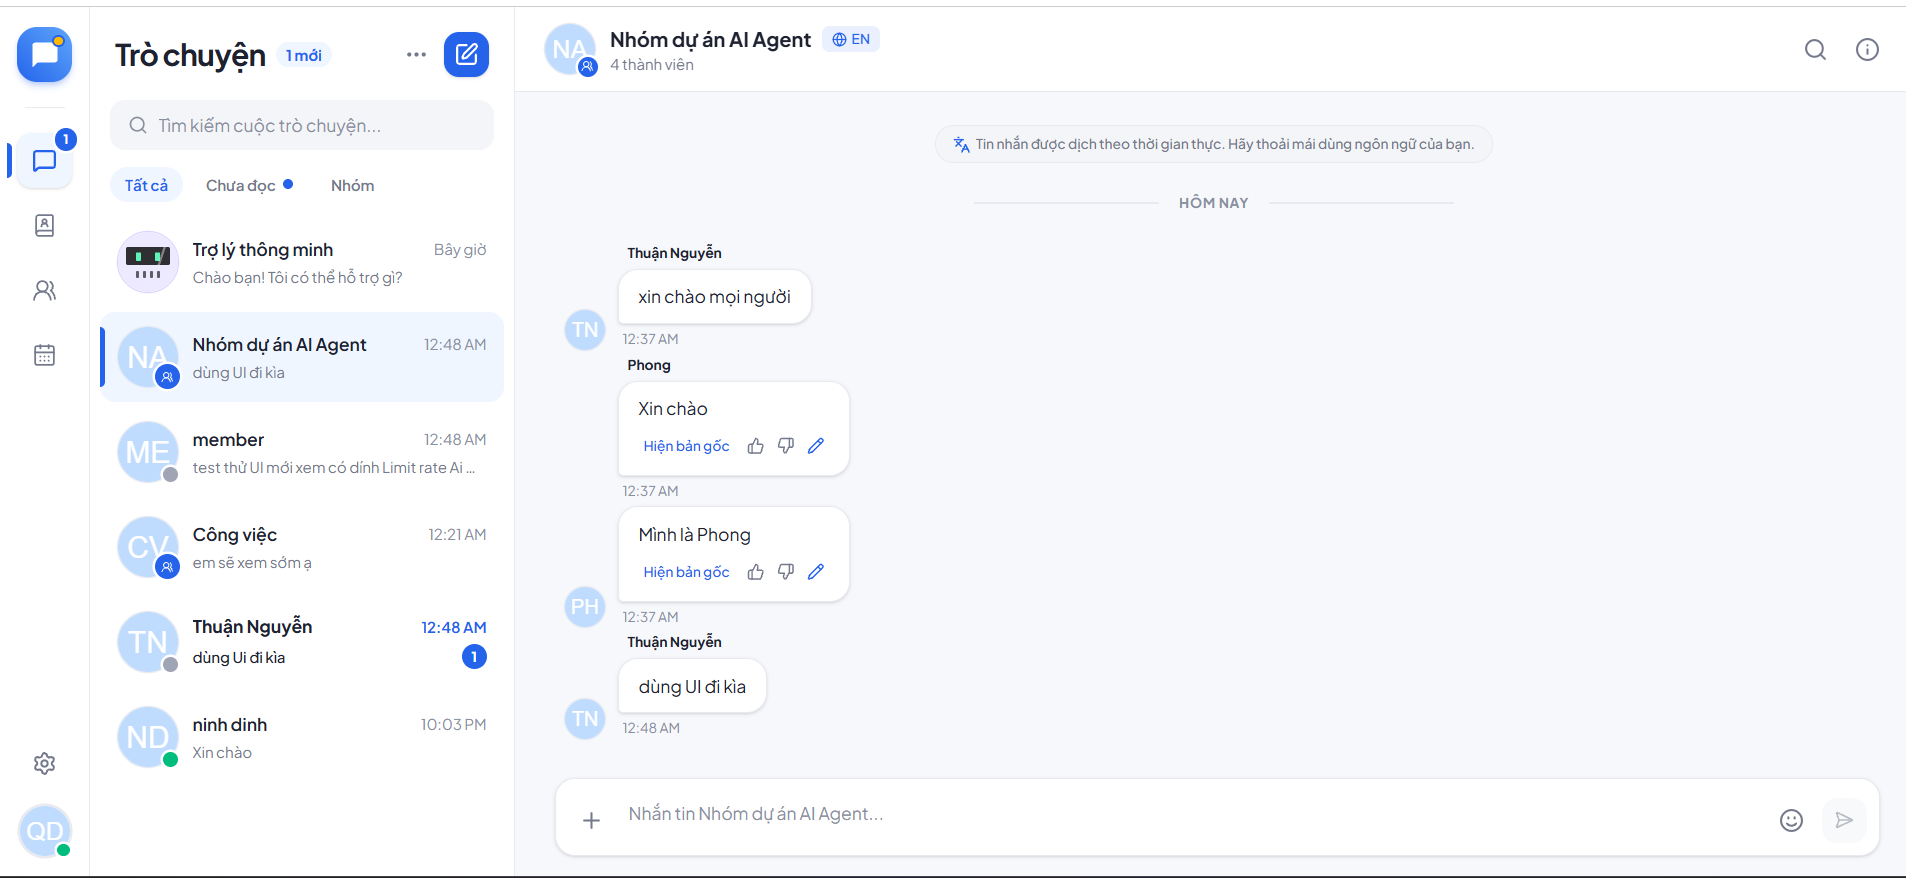 Trò chuyện
1 mới
Tìm kiếm cuộc trò chuyện...
1
Tất cả
Chưa đọc
Nhóm
Trợ lý thông minh
Bây giờ
Chào bạn! Tôi có thể hỗ trợ gì?
NA
Nhóm dự án AI Agent
12:48 AM
dùng UI đi kìa
ME
member
12:48 AM
test thử UI mới xem có dính Limit rate Ai ...
CV
Công việc
12:21 AM
em sẽ xem sớm ạ
TN
Thuận Nguyễn
12:48 AM
dùng Ui đi kìa
1
ND
ninh dinh
10:03 PM
Xin chào
QD
NA
Nhóm dự án AI Agent
EN
4 thành viên
Tin nhắn được dịch theo thời gian thực. Hãy thoải mái dùng ngôn ngữ của bạn.
HÔM NAY
Thuận Nguyễn
xin chào mọi người
TN
12:37 AM
Phong
Xin chào
Hiện bản gốc
12:37 AM
Mình là Phong
Hiện bản gốc
PH
12:37 AM
Thuận Nguyễn
dùng UI đi kìa
TN
12:48 AM
Nhắn tin Nhóm dự án AI Agent...